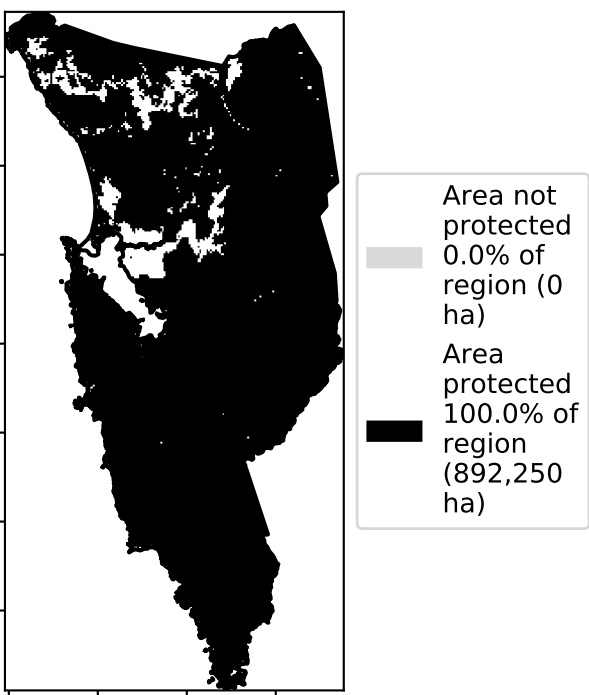 Area not
protected
0.0% of
region (0
ha)
Area
protected
100.0% of
region
(892,250
ha)